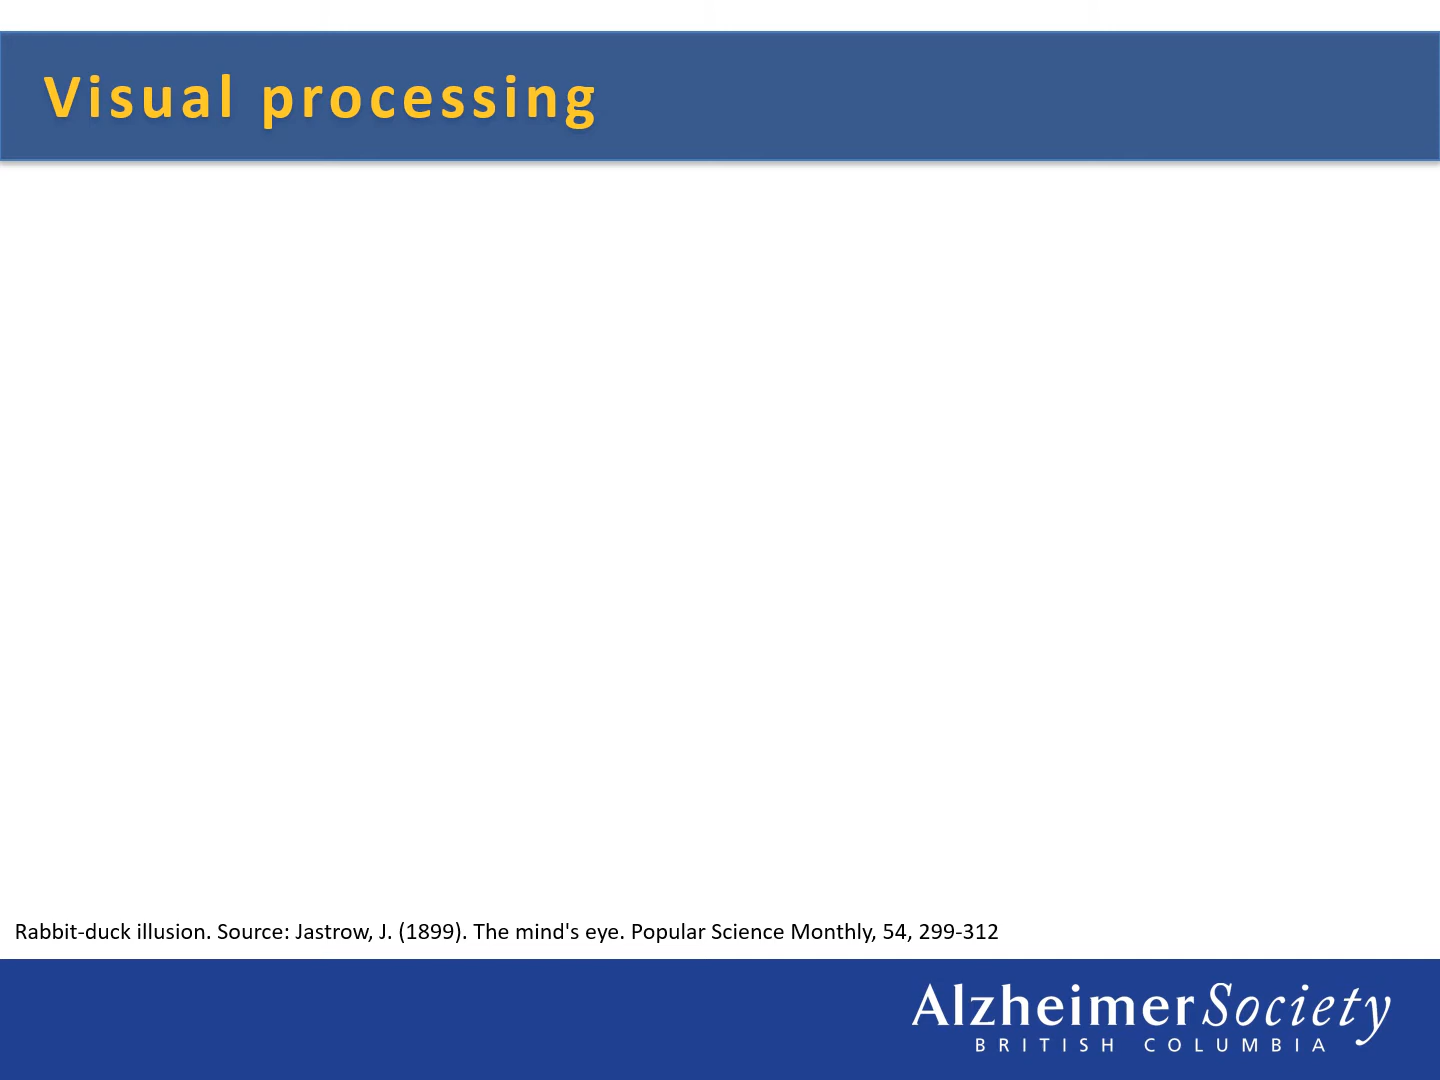 Visual processing
Rabbit-duck illusion. Source: Jastrow, J. (1899). The mind's eye. Popular Science Monthly, 54, 299-312
AlzheimerSociety
BRITISH COLUMBIA